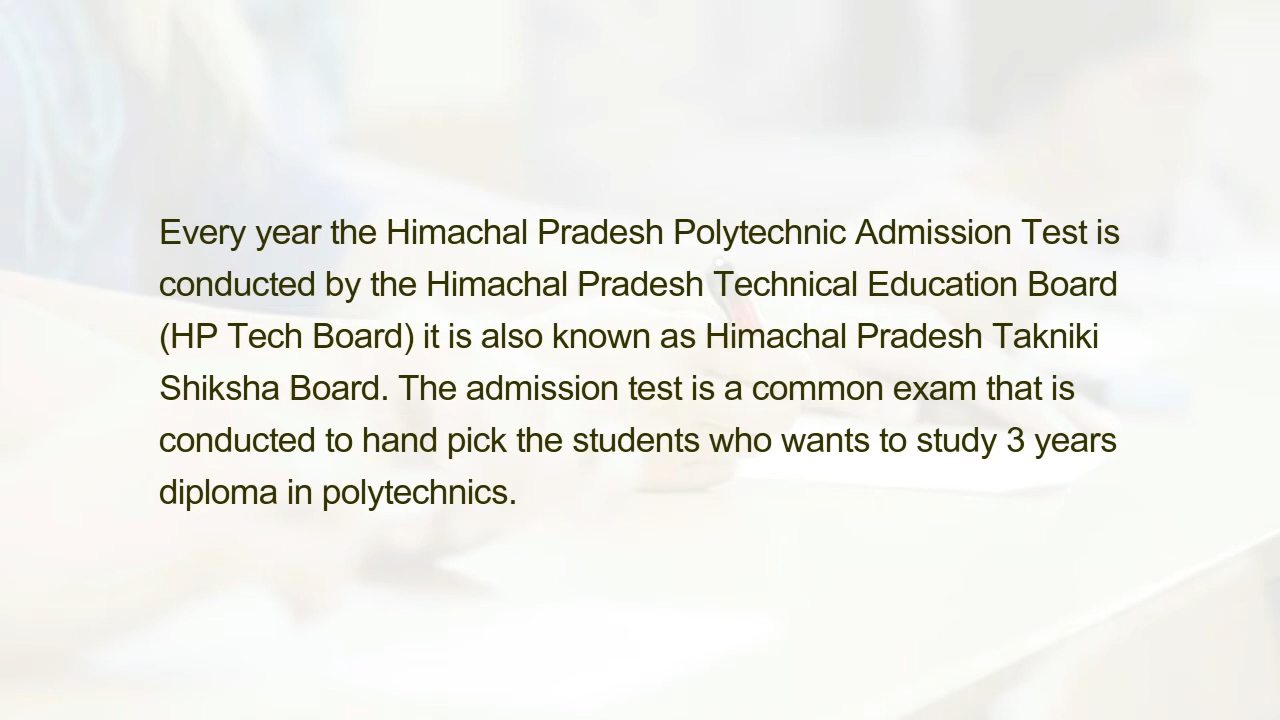 Every year the Himachal Pradesh Polytechnic Admission Test is
conducted by the Himachal Pradesh Technical Education Board
(HP Tech Board) it is also known as Himachal Pradesh Takniki
Shiksha Board. The admission test is a common exam that is
conducted to hand pick the students who wants to study 3 years
diploma in polytechnics.